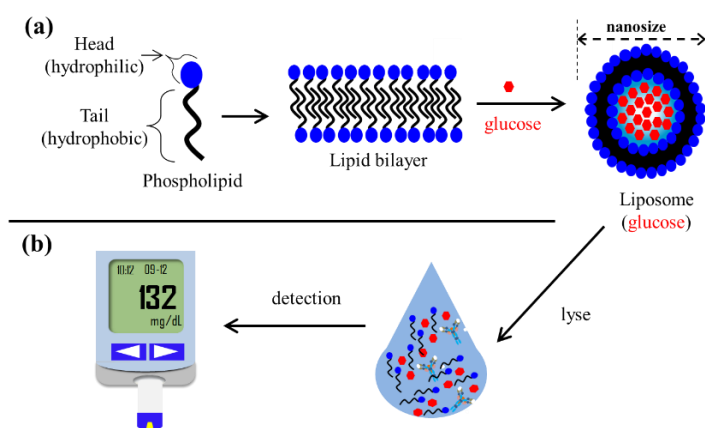 (a)
Head
(hydrophilic)
Tail
(hydrophobic)
Phospholipid
Lipid bilayer
glucose
nanosize
Liposome
(glucose)
(b)
10:12 09-12
132
mg/dL
detection
lyse